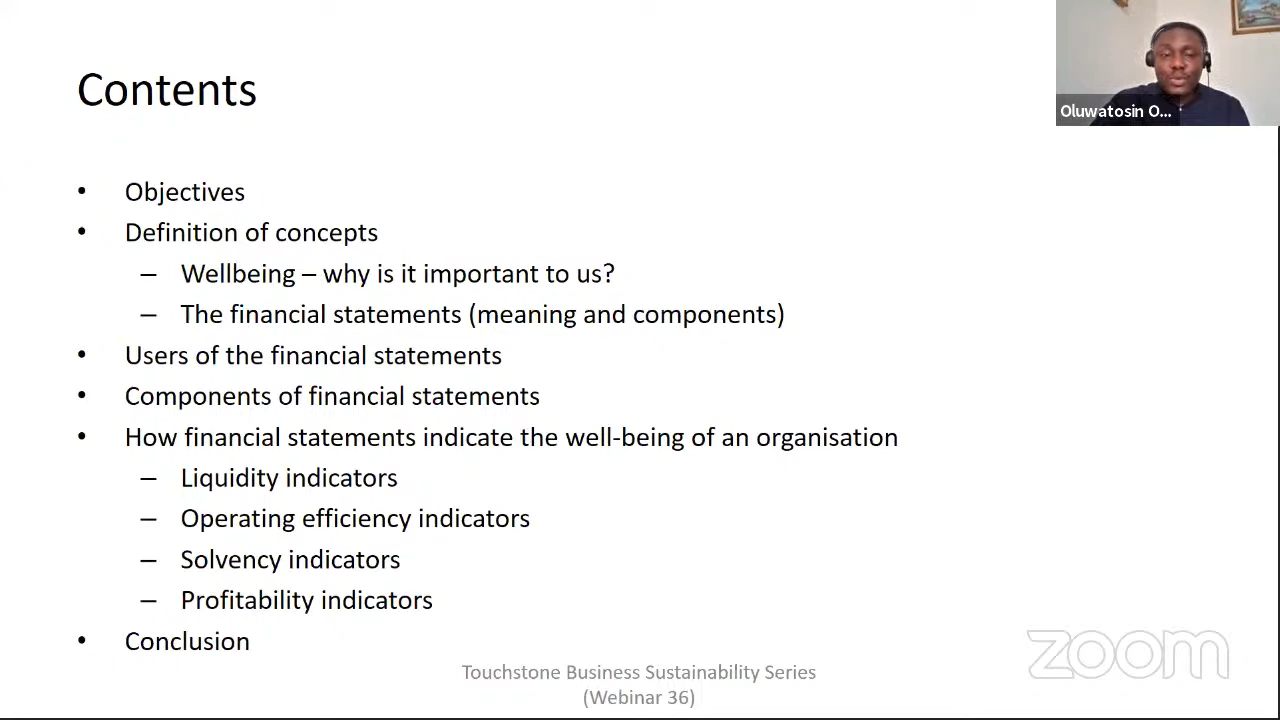 Contents
Oluwatosin O...
• Objectives
• Definition of concepts
– Wellbeing – why is it important to us?
– The financial statements (meaning and components)
• Users of the financial statements
• Components of financial statements
• How financial statements indicate the well-being of an organisation
– Liquidity indicators
– Operating efficiency indicators
– Solvency indicators
– Profitability indicators
• Conclusion
Touchstone Business Sustainability Series
(Webinar 36)
zoom